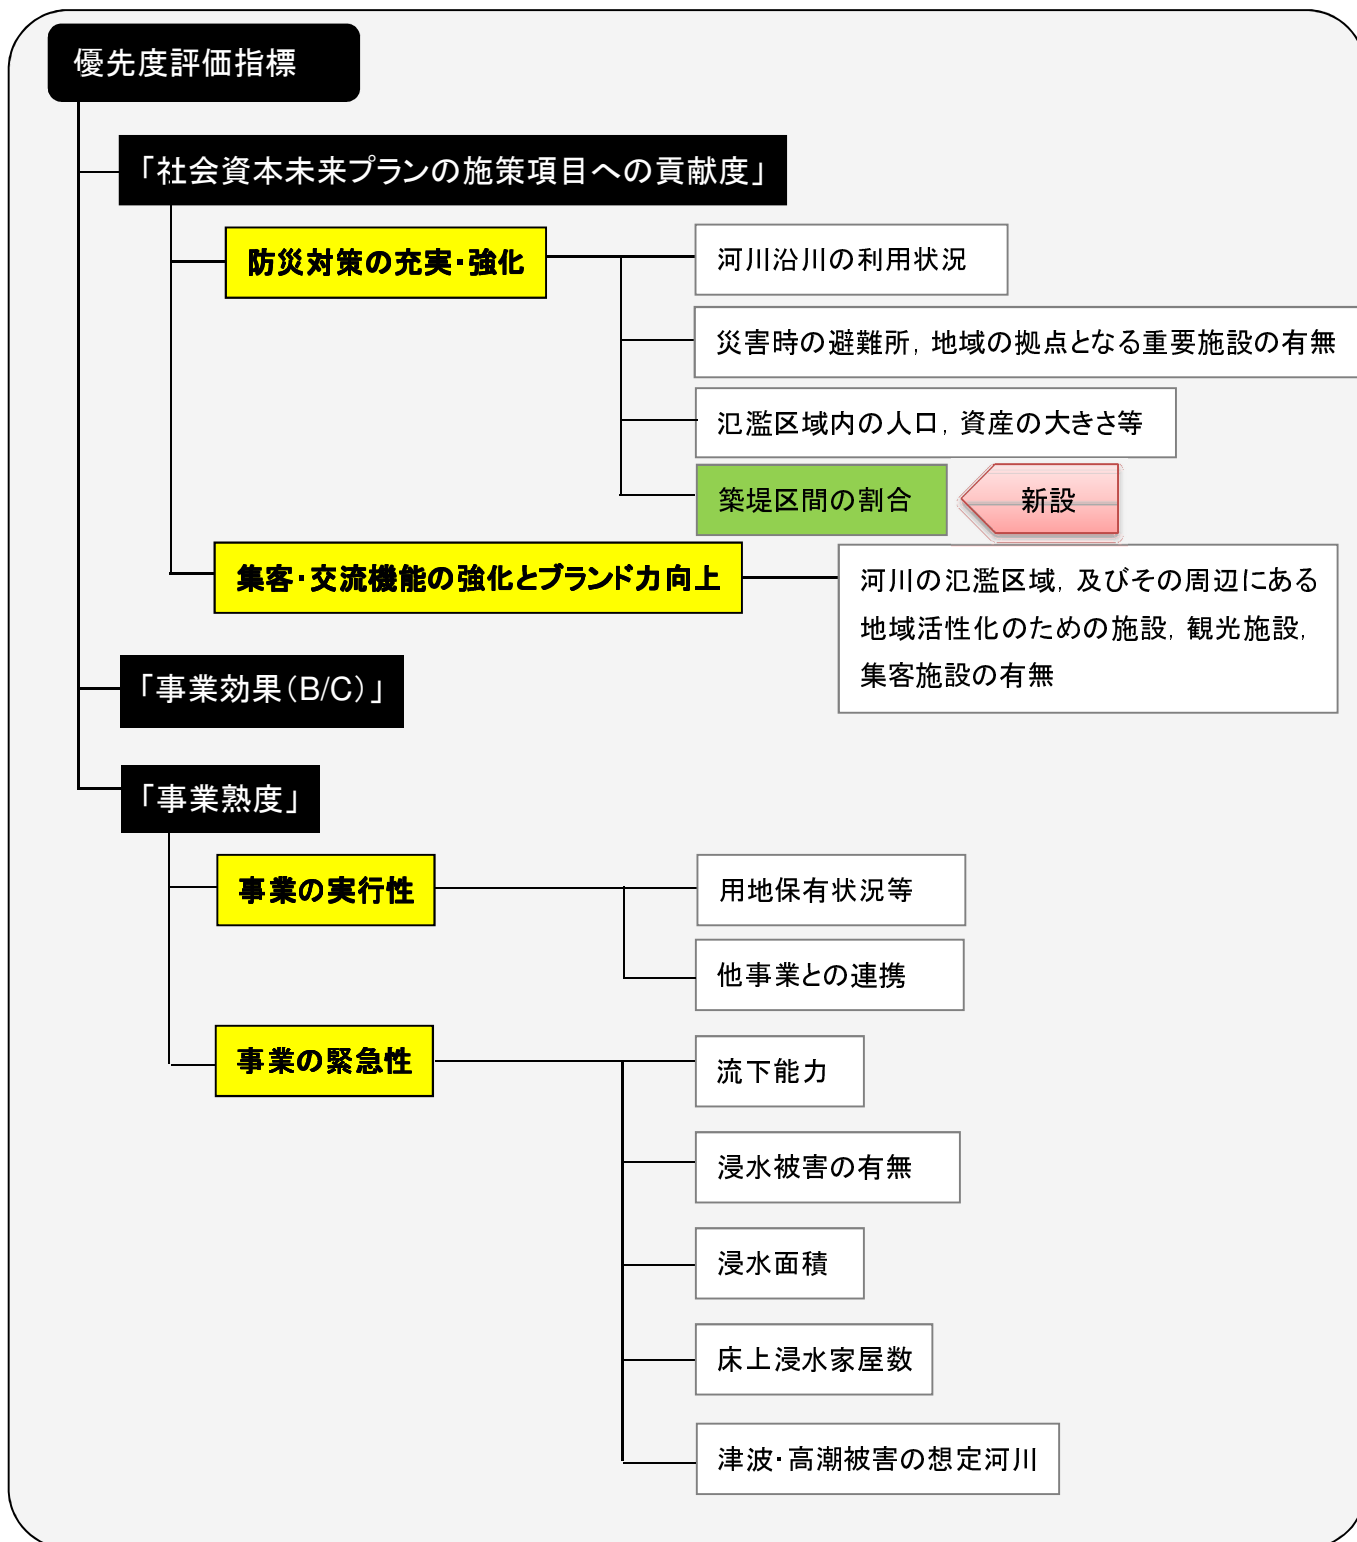 優先度評価指標
「社会資本未来プランの施策項目への貢献度」
防災対策の充実・強化
河川沿川の利用状況
災害時の避難所，地域の拠点となる重要施設の有無
氾濫区域内の人口，資産の大きさ等
築堤区間の割合
新設
集客・交流機能の強化とブランド力向上
河川の氾濫区域，及びその周辺にある
地域活性化のための施設，観光施設，
集客施設の有無
「事業効果（B/C）」
「事業熟度」
事業の実行性
用地保有状況等
他事業との連携
事業の緊急性
流下能力
浸水被害の有無
浸水面積
床上浸水家屋数
津波・高潮被害の想定河川